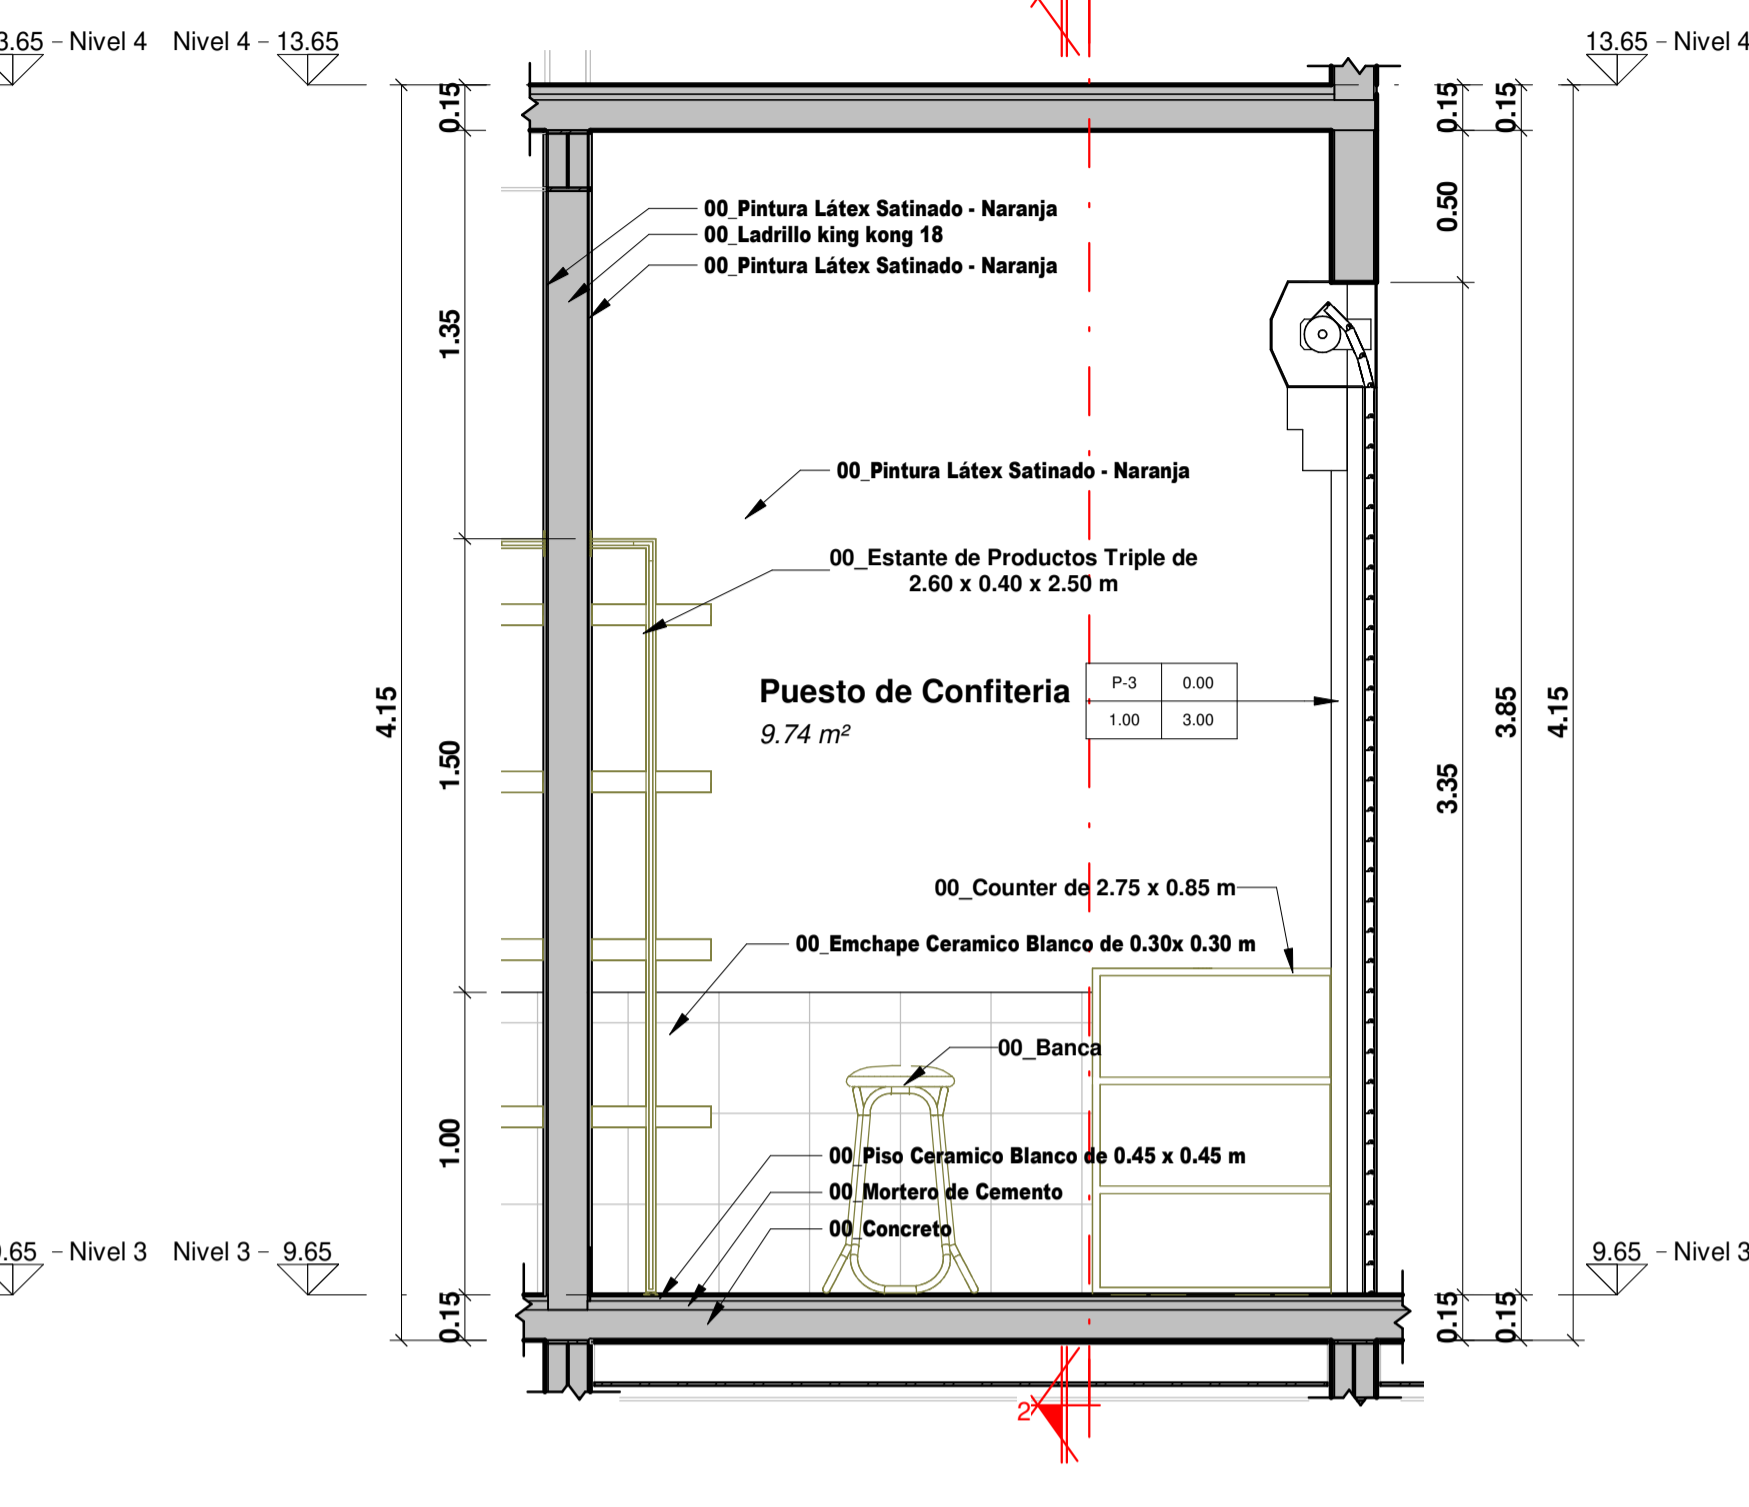 3.65 – Nivel 4
Nivel 4 – 13.65
13.65 – Nivel 4
0.15
0.15
0.15
0.50
00_Pintura Látex Satinado - Naranja
00_Ladrillo king kong 18
00_Pintura Látex Satinado - Naranja
1.35
00_Pintura Látex Satinado - Naranja
00_Estante de Productos Triple de
2.60 x 0.40 x 2.50 m
Puesto de Confiteria
9.74 m²
P-3
0.00
1.00
3.00
4.15
1.50
3.35
3.85
4.15
00_Counter de 2.75 x 0.85 m
00_Emchape Ceramico Blanco de 0.30x 0.30 m
00_Banca
1.00
00_Piso Ceramico Blanco de 0.45 x 0.45 m
00_Mortero de Cemento
00_Concreto
.65 – Nivel 3
Nivel 3 – 9.65
9.65 – Nivel 3
0.15
0.15
0.15
2